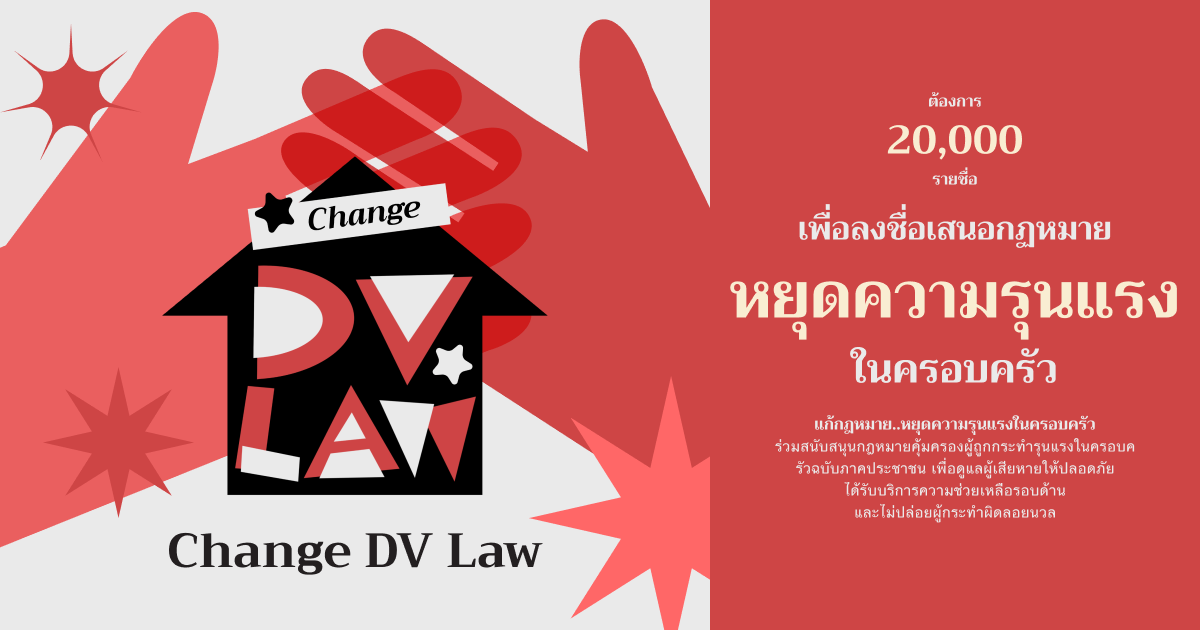 Change
DV
LAW
Change DV Law
ต้องการ
20,000
รายชื่อ
เพื่อลงชื่อเสนอกฎหมาย
หยุดความรุนแรง
ในครอบครัว
แก้กฎหมาย..หยุดความรุนแรงในครอบครัว
ร่วมสนับสนุนกฎหมายคุ้มครองผู้ถูกกระทำรุนแรงในครอบค
รัวฉบับภาคประชาชน เพื่อดูแลผู้เสียหายให้ปลอดภัย
ได้รับบริการความช่วยเหลือรอบด้าน
และไม่ปล่อยผู้กระทำผิดลอยนวล